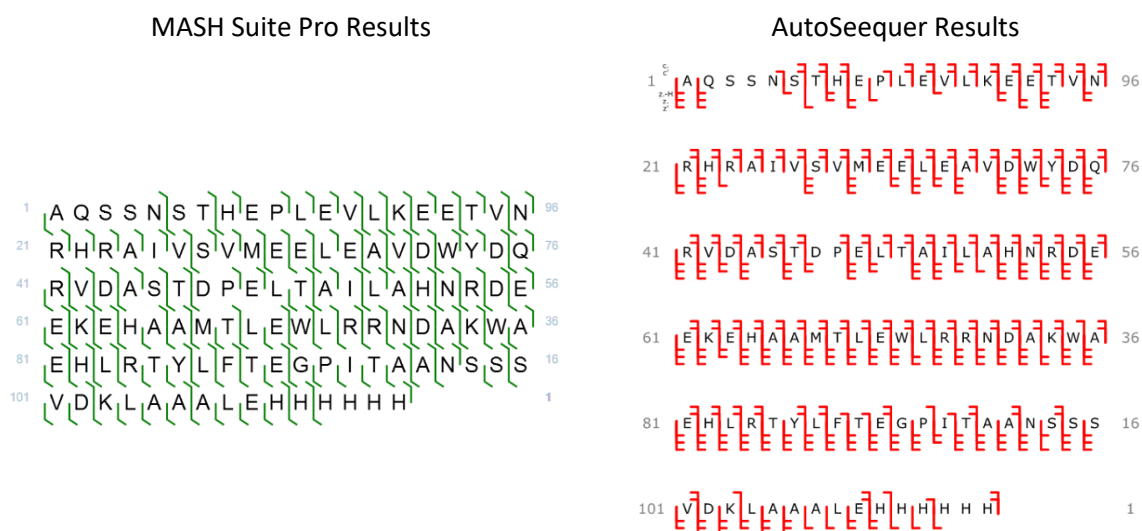 MASH Suite Pro Results
1 AQSSNSTHEPLEVLKEETVN 96
21 RHRAIVSVMEELEAVDWYDQ 76
41 RVDASTDPELTAILAHNRDE 56
61 EKEHAAMTLEWLRRNDAKWA 36
81 EHLRTYLFTEGPITAANSSS 16
101 VDKLAAALEHHHHHH 1
AutoSeequer Results
1 AQSSNSTHEPLEVLKEETVN 96
21 RHRAIVSVMEELEAVDWYDQ 76
41 RVDASTDPELTAILAHNRDE 56
61 EKEHAAMTLEWLRRNDAKWA 36
81 EHLRTYLFTEGPITAANSSS 16
101 VDKLAAALEHHHHHH 1